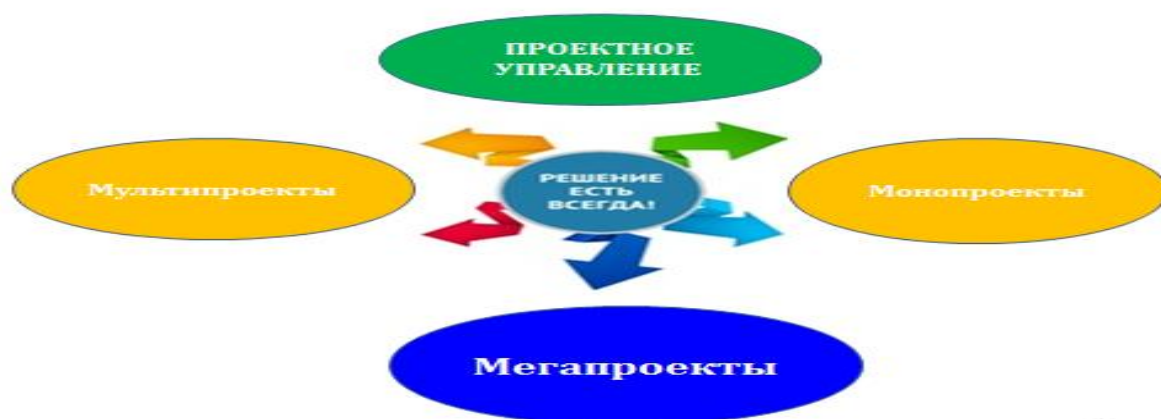 ПРОЕКТНОЕ
УПРАВЛЕНИЕ
Мультипроекты
РЕШЕНИЕ
ЕСТЬ
ВСЕГДА!
Монопроекты
Мегапроекты